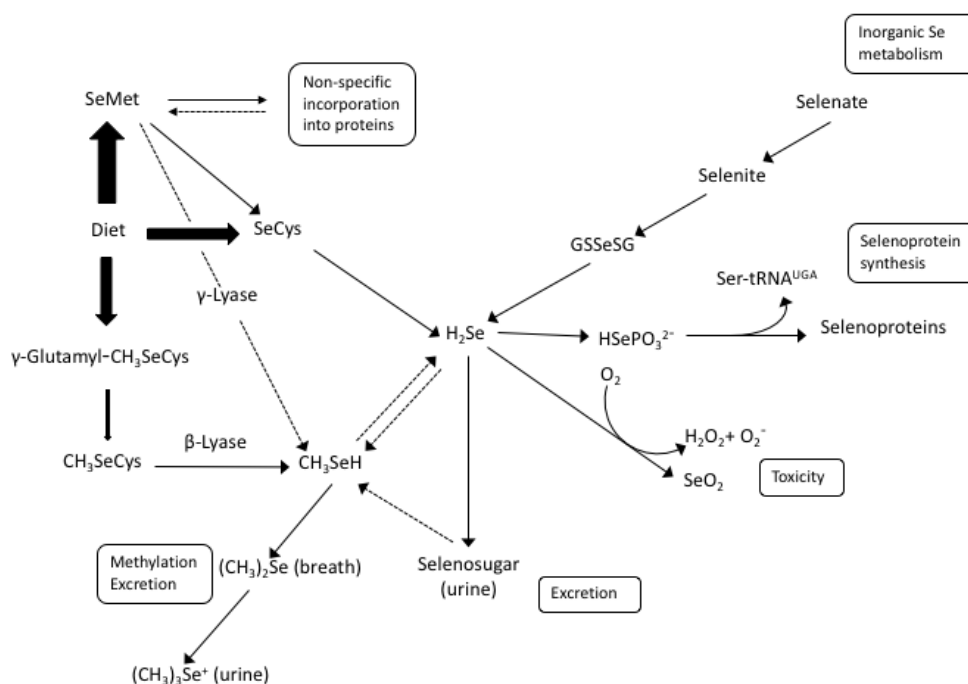 Inorganic Se
metabolism
Non-specific
incorporation
into proteins
SeMet
Selenate
Selenite
Diet
SeCys
GSSeSG
Selenoprotein
synthesis
Ser-tRNAᵁᴳᴬ
γ-Lyase
H₂Se
HSePO₃²⁻
Selenoproteins
γ-Glutamyl-CH₃SeCys
O₂
β-Lyase
H₂O₂+ O₂⁻
CH₃SeCys
CH₃SeH
SeO₂
Toxicity
Methylation
Excretion
(CH₃)₂Se (breath)
Selenosugar
(urine)
Excretion
(CH₃)₃Se⁺ (urine)